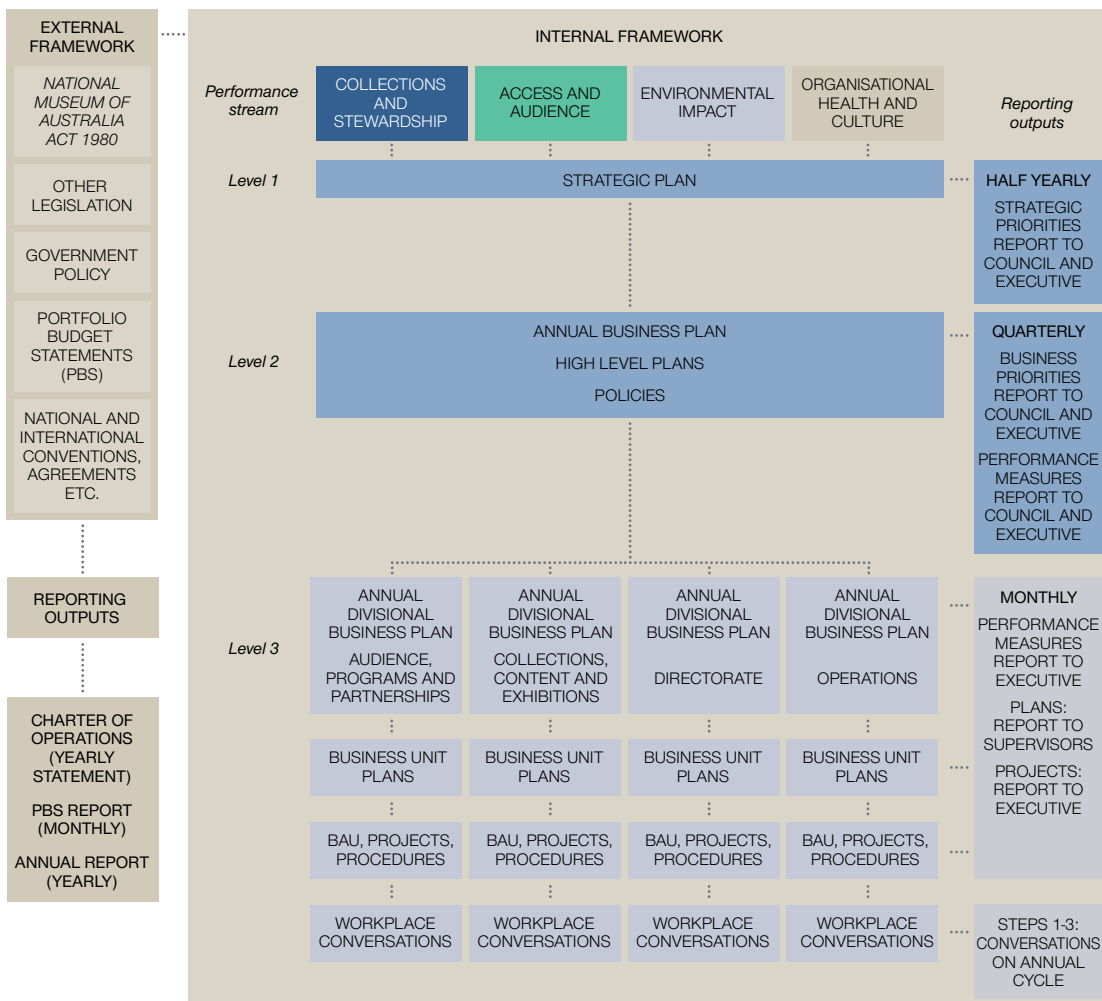 EXTERNAL
FRAMEWORK
NATIONAL
MUSEUM OF
AUSTRALIA
ACT 1980
OTHER
LEGISLATION
GOVERNMENT
POLICY
PORTFOLIO
BUDGET
STATEMENTS
(PBS)
NATIONAL AND
INTERNATIONAL
CONVENTIONS,
AGREEMENTS
ETC.
REPORTING
OUTPUTS
CHARTER OF
OPERATIONS
(YEARLY
STATEMENT)
PBS REPORT
(MONTHLY)
ANNUAL REPORT
(YEARLY)
INTERNAL FRAMEWORK
Performance
stream
COLLECTIONS
AND
STEWARDSHIP
ACCESS AND
AUDIENCE
ENVIRONMENTAL
IMPACT
ORGANISATIONAL
HEALTH AND
CULTURE
Reporting
outputs
Level 1
STRATEGIC PLAN
HALF YEARLY
STRATEGIC
PRIORITIES
REPORT TO
COUNCIL AND
EXECUTIVE
Level 2
ANNUAL BUSINESS PLAN
HIGH LEVEL PLANS
POLICIES
QUARTERLY
BUSINESS
PRIORITIES
REPORT TO
COUNCIL AND
EXECUTIVE
PERFORMANCE
MEASURES
REPORT TO
COUNCIL AND
EXECUTIVE
Level 3
ANNUAL
DIVISIONAL
BUSINESS PLAN
AUDIENCE,
PROGRAMS AND
PARTNERSHIPS
ANNUAL
DIVISIONAL
BUSINESS PLAN
COLLECTIONS,
CONTENT AND
EXHIBITIONS
ANNUAL
DIVISIONAL
BUSINESS PLAN
DIRECTORATE
ANNUAL
DIVISIONAL
BUSINESS PLAN
OPERATIONS
MONTHLY
PERFORMANCE
MEASURES
REPORT TO
EXECUTIVE
PLANS:
REPORT TO
SUPERVISORS
PROJECTS:
REPORT TO
EXECUTIVE
BUSINESS UNIT
PLANS
BUSINESS UNIT
PLANS
BUSINESS UNIT
PLANS
BUSINESS UNIT
PLANS
BAU, PROJECTS,
PROCEDURES
BAU, PROJECTS,
PROCEDURES
BAU, PROJECTS,
PROCEDURES
BAU, PROJECTS,
PROCEDURES
WORKPLACE
CONVERSATIONS
WORKPLACE
CONVERSATIONS
WORKPLACE
CONVERSATIONS
WORKPLACE
CONVERSATIONS
STEPS 1-3:
CONVERSATIONS
ON ANNUAL
CYCLE